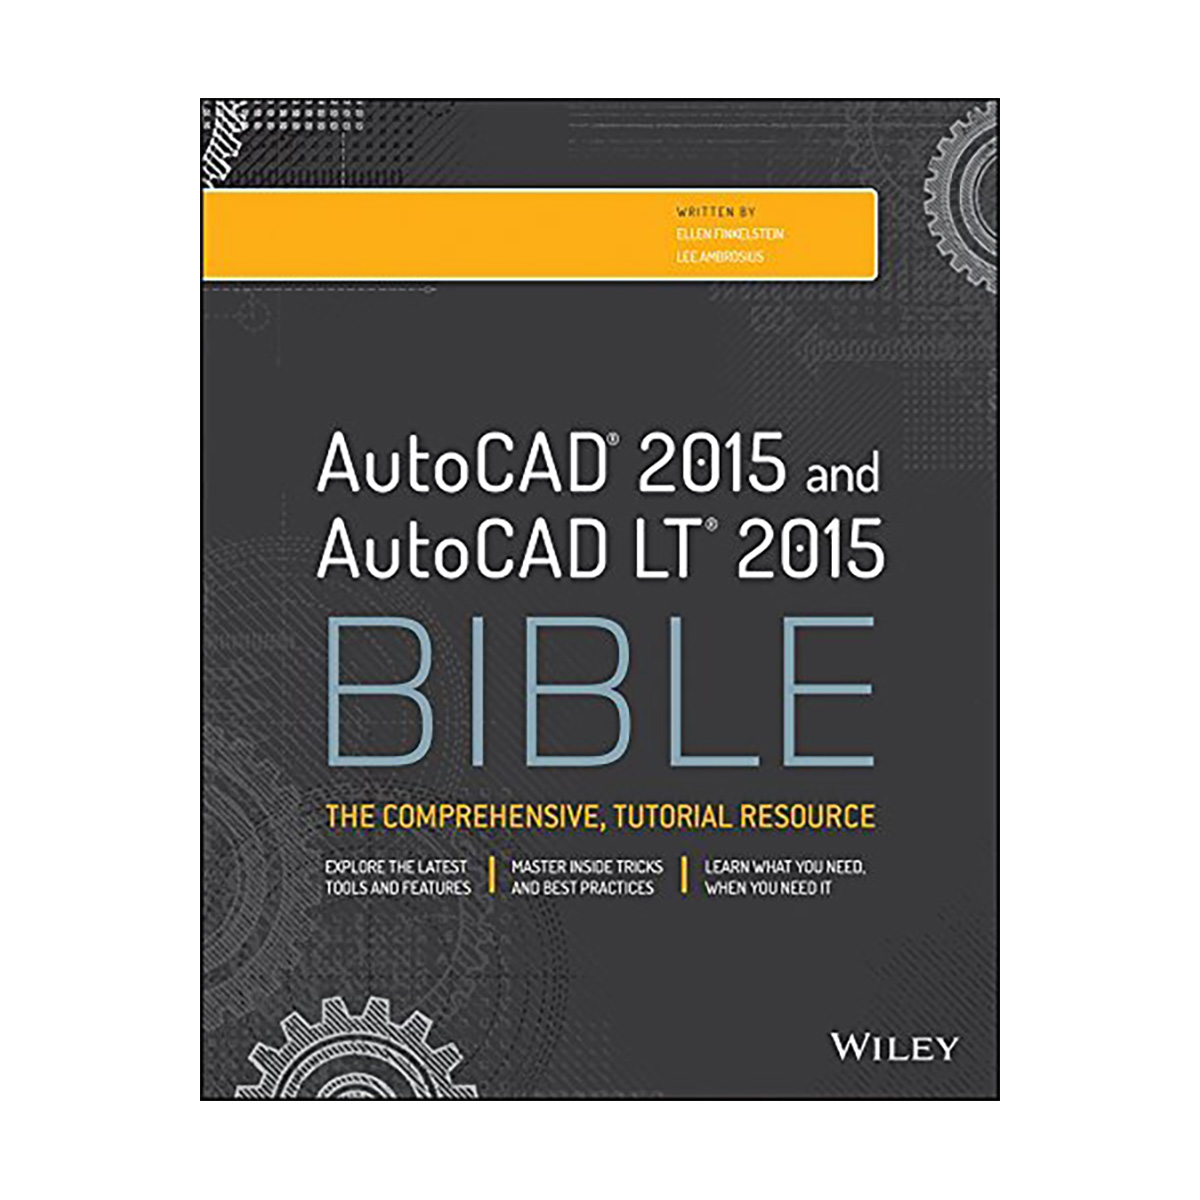 WRITTEN BY
ELLEN FINKELSTEIN
LEE AMBROSIUS
AutoCAD® 2015 and
AutoCAD LT® 2015
BIBLE
THE COMPREHENSIVE, TUTORIAL RESOURCE
EXPLORE THE LATEST
TOOLS AND FEATURES
MASTER INSIDE TRICKS
AND BEST PRACTICES
LEARN WHAT YOU NEED,
WHEN YOU NEED IT
WILEY